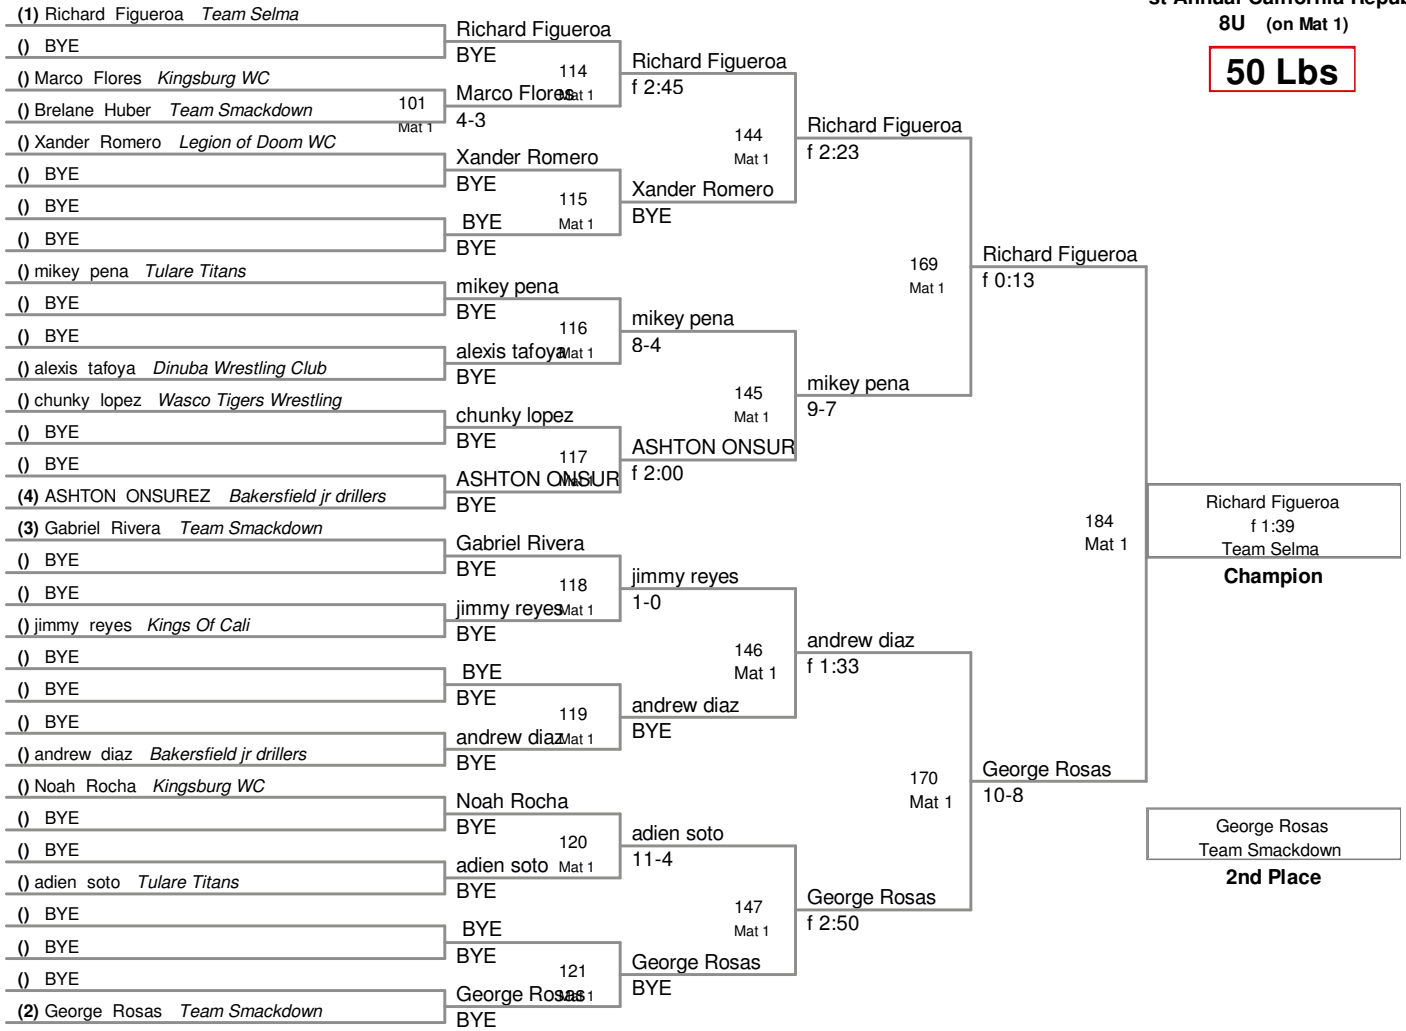 st Annual California Repub
8U (on Mat 1)
50 Lbs
(1) Richard Figueroa Team Selma
() BYE
() Marco Flores Kingsburg WC
() Brelane Huber Team Smackdown
() Xander Romero Legion of Doom WC
() BYE
() BYE
() BYE
() mikey pena Tulare Titans
() BYE
() BYE
() alexis tafoya Dinuba Wrestling Club
() chunky lopez Wasco Tigers Wrestling
() BYE
() BYE
(4) ASHTON ONSUREZ Bakersfield jr drillers
(3) Gabriel Rivera Team Smackdown
() BYE
() BYE
() jimmy reyes Kings Of Cali
() BYE
() BYE
() BYE
() andrew diaz Bakersfield jr drillers
() Noah Rocha Kingsburg WC
() BYE
() BYE
() adien soto Tulare Titans
() BYE
() BYE
() BYE
(2) George Rosas Team Smackdown
101
Mat 1
Richard Figueroa
BYE
114
Mat 1
Marco Flores
4-3
Xander Romero
BYE
115
Mat 1
BYE
BYE
mikey pena
BYE
116
Mat 1
alexis tafoya
BYE
chunky lopez
BYE
117
Mat 1
ASHTON ONSUR
BYE
Gabriel Rivera
BYE
118
Mat 1
jimmy reyes
BYE
BYE
BYE
119
Mat 1
andrew diaz
BYE
Noah Rocha
BYE
120
Mat 1
adien soto
BYE
BYE
BYE
121
Mat 1
George Rosas
BYE
Richard Figueroa
f 2:45
144
Mat 1
Xander Romero
BYE
mikey pena
8-4
145
Mat 1
ASHTON ONSUR
f 2:00
jimmy reyes
1-0
146
Mat 1
andrew diaz
BYE
adien soto
11-4
147
Mat 1
George Rosas
BYE
Richard Figueroa
f 2:23
169
Mat 1
mikey pena
9-7
andrew diaz
f 1:33
170
Mat 1
George Rosas
f 2:50
Richard Figueroa
f 0:13
184
Mat 1
George Rosas
10-8
Richard Figueroa
f 1:39
Team Selma
Champion
George Rosas
Team Smackdown
2nd Place